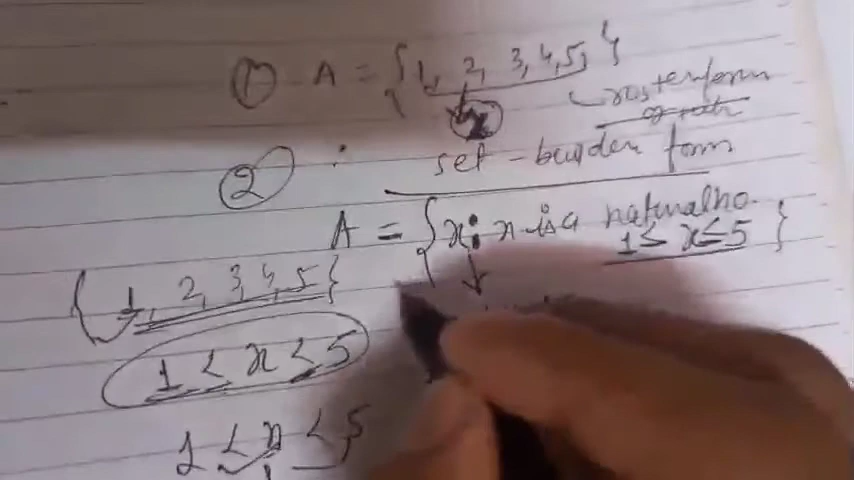 ① A = {1, 2, 3, 4, 5, }
roster form
② : set-builder form
A = {x : x is a natural no.
1 ≤ x ≤ 5 }
{1, 2, 3, 4, 5}
1 ≤ x ≤ 5
1 < x < 5